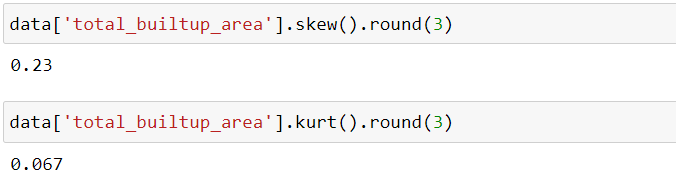 data['total_builtup_area'].skew().round(3)
0.23
data['total_builtup_area'].kurt().round(3)
0.067